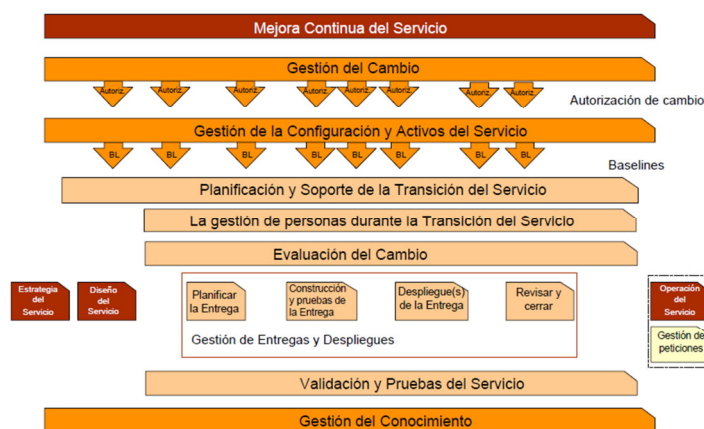 Mejora Continua del Servicio
Gestión del Cambio
Autoriz. Autoriz. Autoriz. Autoriz. Autoriz. Autoriz. Autoriz. Autoriz.
Autorización de cambio
Gestión de la Configuración y Activos del Servicio
BL BL BL BL BL BL BL BL
Baselines
Planificación y Soporte de la Transición del Servicio
La gestión de personas durante la Transición del Servicio
Evaluación del Cambio
Estrategia
del
Servicio
Diseño
del
Servicio
Planificar
la Entrega
Construcción
y pruebas de
la Entrega
Despliegue(s)
de la Entrega
Revisar y
cerrar
Operación
del
Servicio
Gestión de Entregas y Despliegues
Gestión de
peticiones
Validación y Pruebas del Servicio
Gestión del Conocimiento